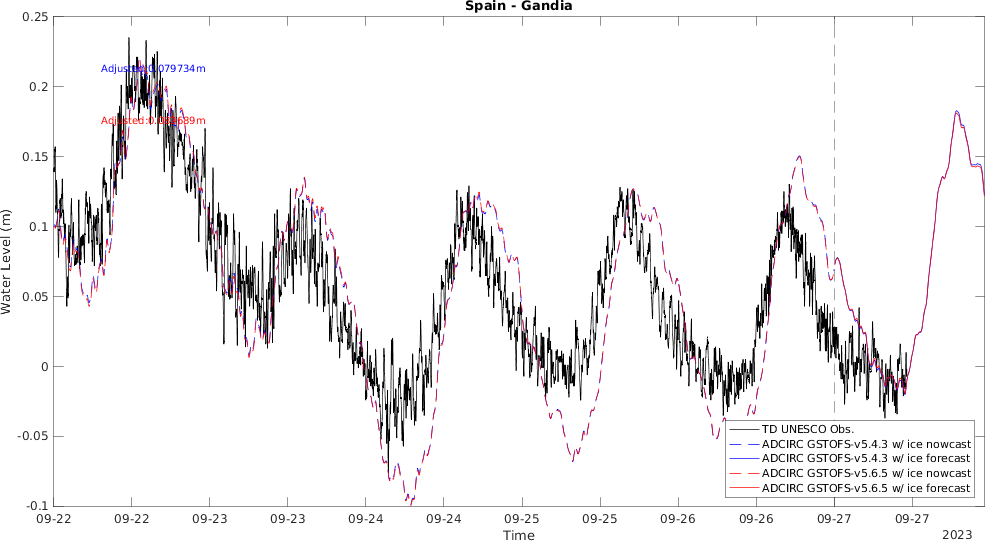 Spain - Gandia
0.25
0.2
0.15
0.1
0.05
0
-0.05
-0.1
Water Level (m)
Adjusted:0.079734m
TD UNESCO Obs.
ADCIRC GSTOFS-v5.4.3 w/ ice nowcast
ADCIRC GSTOFS-v5.4.3 w/ ice forecast
ADCIRC GSTOFS-v5.6.5 w/ ice nowcast
ADCIRC GSTOFS-v5.6.5 w/ ice forecast
09-22 09-22 09-23 09-23 09-24 09-24 09-25 09-25 09-26 09-26 09-27 09-27
Time
2023